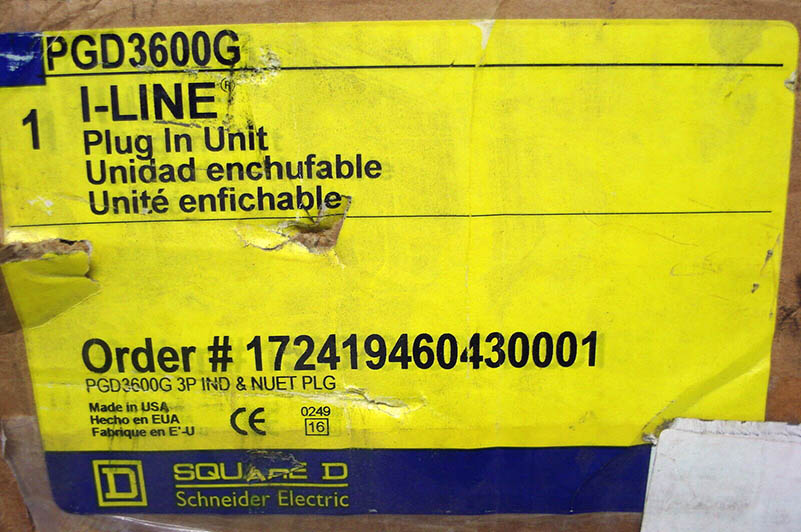 PGD3600G
1
I-LINE®
Plug In Unit
Unidad enchufable
Unité enfichable
Order # 172419460430001
PGD3600G 3P IND & NUET PLG
Made in USA
Hecho en EUA
Fabrique en E'-U
CE
0249
16
D
SQUARE D
Schneider Electric